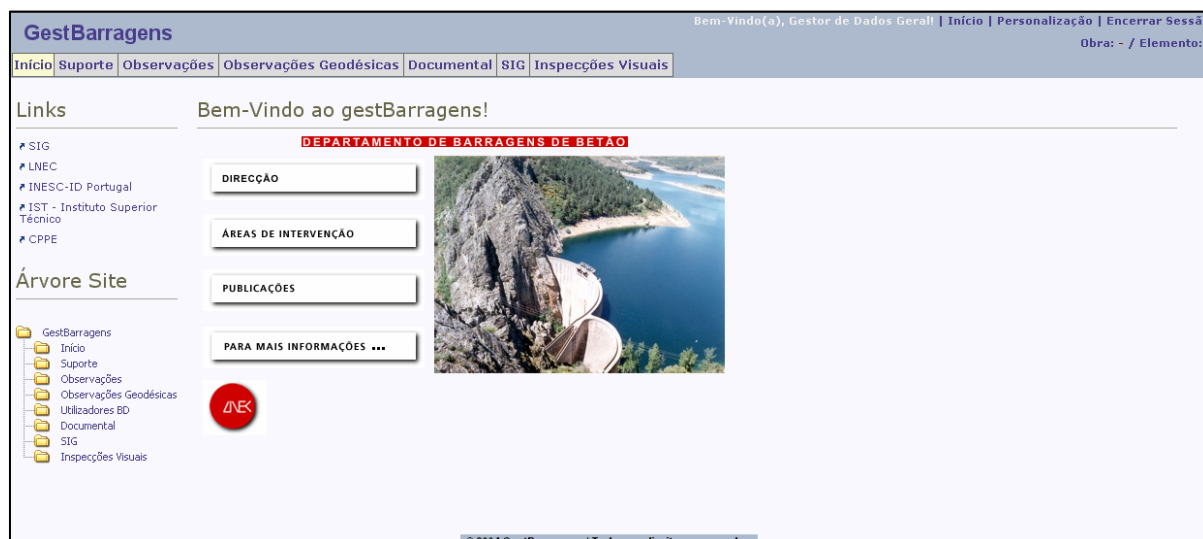 GestBarragens
Bem-Vindo(a), Gestor de Dados Geral! | Início | Personalização | Encerrar Sessã
Obra: - / Elemento:
Início Suporte Observações Observações Geodésicas Documental SIG Inspecções Visuais
Links
SIG
LNEC
INESC-ID Portugal
IST - Instituto Superior
Técnico
CPPE
Árvore Site
GestBarragens
Início
Suporte
Observações
Observações Geodésicas
Utilizadores BD
Documental
SIG
Inspecções Visuais
Bem-Vindo ao gestBarragens!
DEPARTAMENTO DE BARRAGENS DE BETÃO
DIRECÇÃO
ÁREAS DE INTERVENÇÃO
PUBLICAÇÕES
PARA MAIS INFORMAÇÕES ...
LNEC